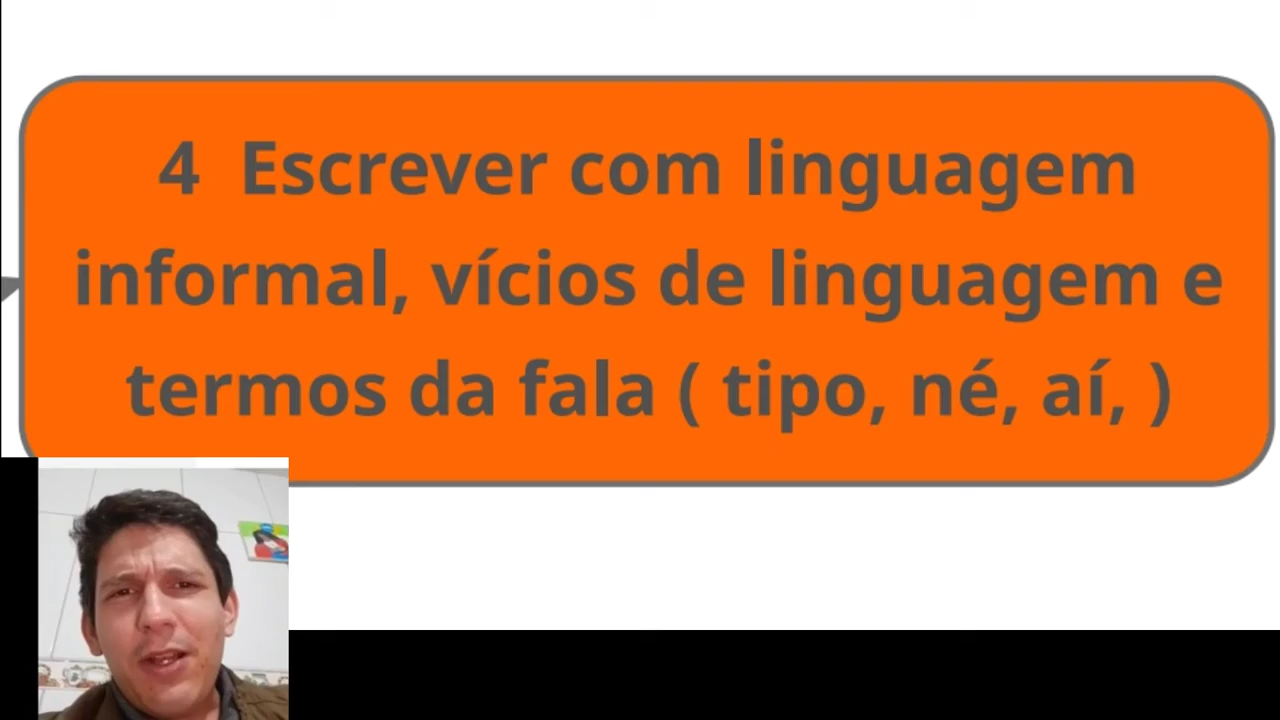 4 Escrever com linguagem
informal, vícios de linguagem e
termos da fala ( tipo, né, aí, )